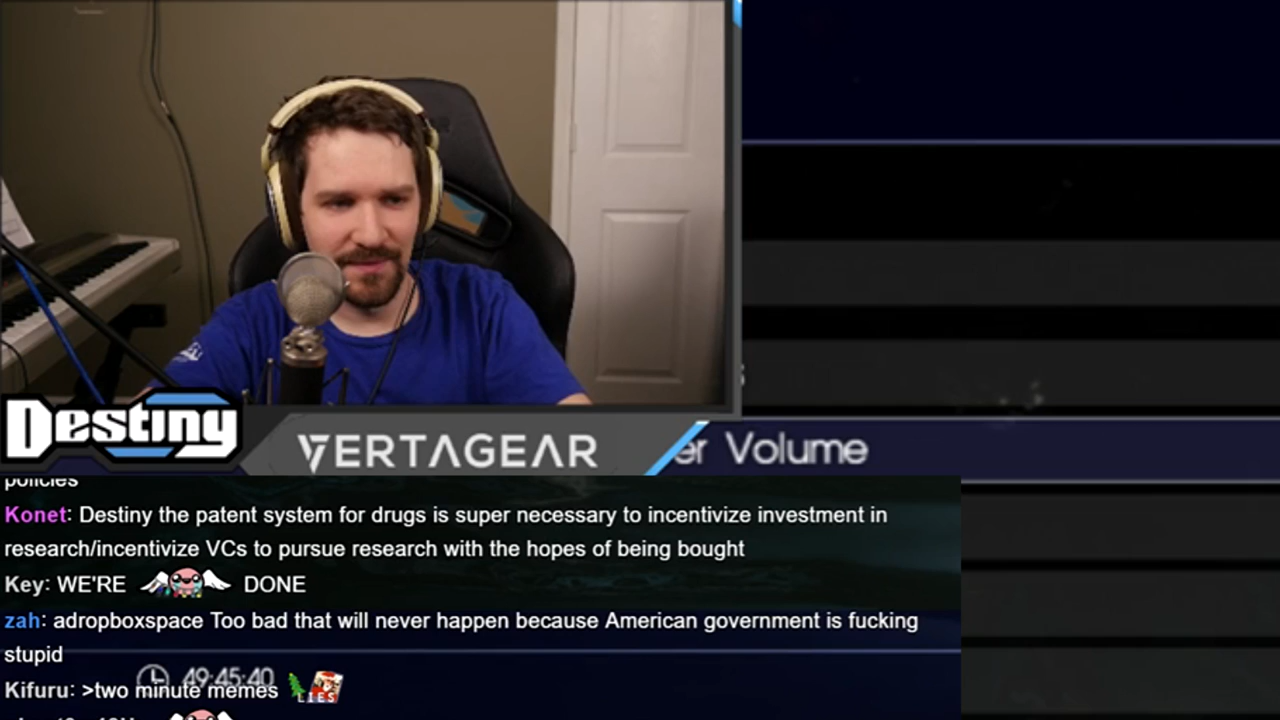 Destiny
VERTAGEAR
er Volume
policies
Konet: Destiny the patent system for drugs is super necessary to incentivize investment in
research/incentivize VCs to pursue research with the hopes of being bought
Key: WE'RE DONE
zah: adropboxspace Too bad that will never happen because American government is fucking
stupid
49:45:40
Kifuru: >two minute memes LIES